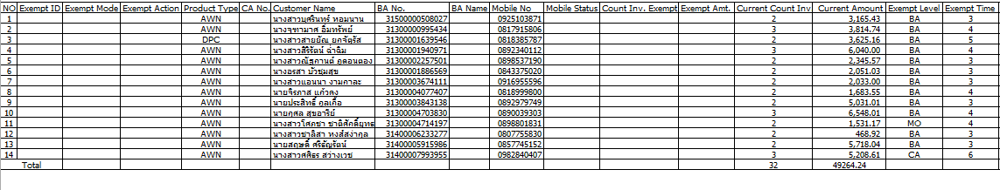 NO Exempt ID Exempt Mode Exempt Action Product Type CA No. Customer Name BA No. BA Name Mobile No Mobile Status Count Inv. Exempt Exempt Amt. Current Count Inv Current Amount Exempt Level Exempt Time
1 AWN นางสาวบุศรินทร์ หอมนาน 31500000508027 0925103871 2 3,165.43 BA 3
2 AWN นางจุฑามาศ อิ่มทรัพย์ 31300000995434 0817915806 3 3,814.74 BA 4
3 DPC นางสาวสายยัณ ยกจัตุรัส 31300001639546 0818385787 2 3,625.16 BA 5
4 AWN นางสาวสิริรัตน์ ฉ่ำฉิม 31300001940971 0892340112 3 6,040.00 BA 4
5 AWN นางสาวณัฐกานต์ ภูดอนตอง 31300002257501 0898537190 2 2,345.57 BA 3
6 AWN นางอรสา บัวชุมสุข 31300001886569 0843375020 2 2,051.03 BA 3
7 AWN นางสาวแอนนา งามกาละ 31300003674111 0916955596 2 2,033.00 BA 3
8 AWN นายจิรภาส แก้วคง 31300004077407 0818999800 2 1,683.55 BA 4
9 AWN นายประสิทธิ์ กูลเกื้อ 31300003843138 0892979749 2 5,031.01 BA 3
10 AWN นายกุศล สุขอารีย์ 31300004703830 0890039303 3 6,548.01 BA 4
11 AWN นางสาวโศภชา ชาติศักดิ์ยุทธ 31300004714197 0898801831 2 1,531.17 MO 4
12 AWN นางสาวชาลิสา หงส์สง่ากุล 31400006233277 0807755830 2 468.92 BA 3
13 AWN นายสฤษดิ์ ศรีธัญรัตน์ 31400005915986 0857745152 2 5,718.04 BA 3
14 AWN นางสาวศลิธร สว่างเวช 31400007993955 0982840407 3 5,208.61 CA 6
Total 32 49264.24